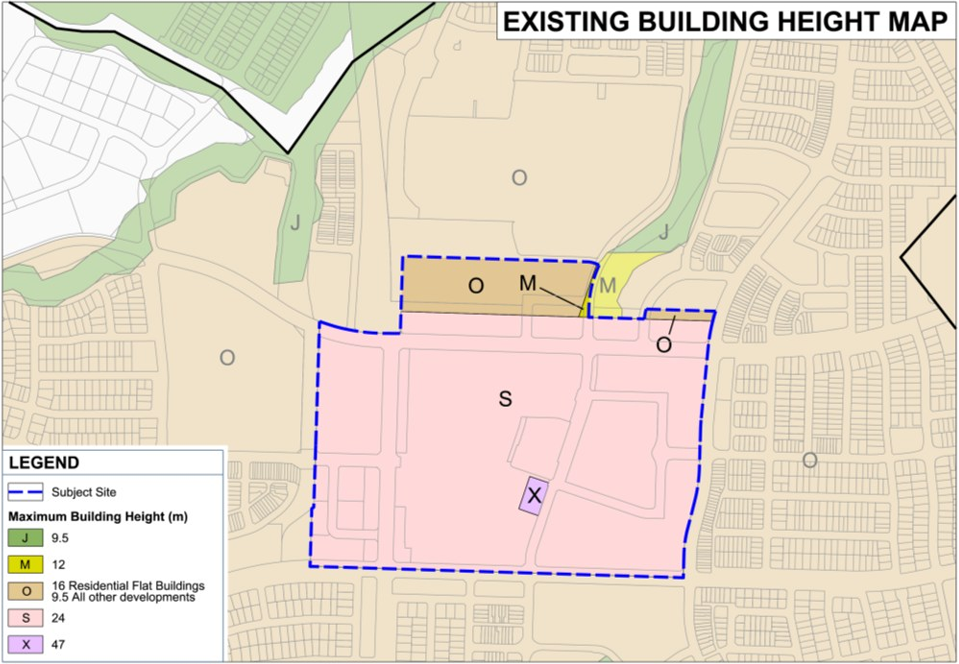 EXISTING BUILDING HEIGHT MAP
O
J
J
O
M
M
O
O
S
O
X
LEGEND
Subject Site
Maximum Building Height (m)
J 9.5
M 12
O 16 Residential Flat Buildings
9.5 All other developments
S 24
X 47